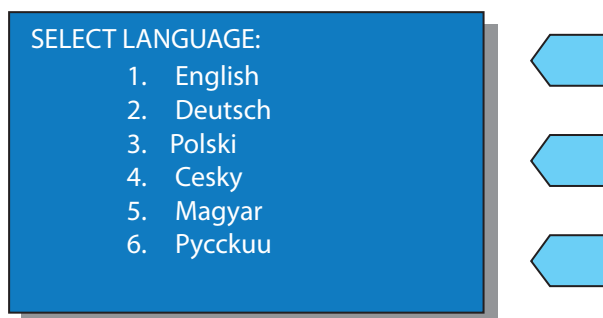 SELECT LANGUAGE:
1. English
2. Deutsch
3. Polski
4. Cesky
5. Magyar
6. Pycckuu